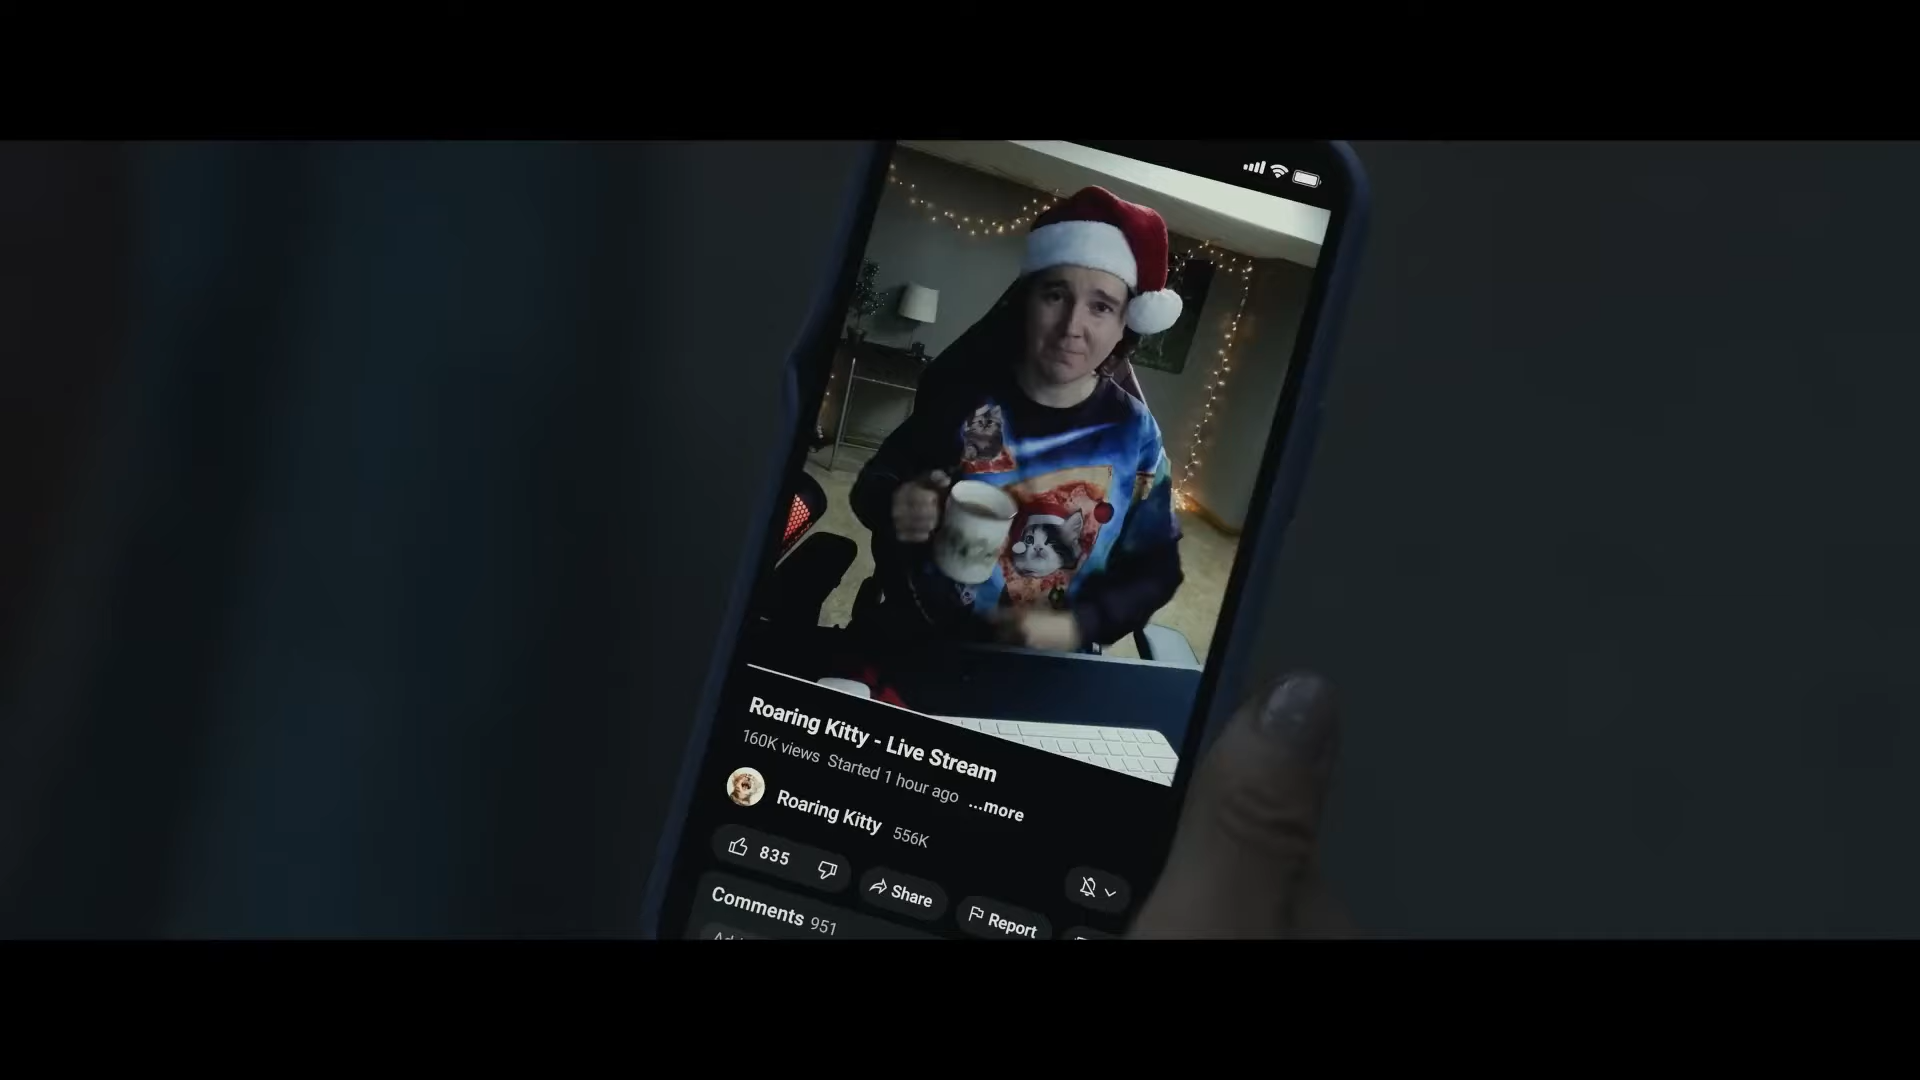 Roaring Kitty - Live Stream
160K views Started 1 hour ago ...more
Roaring Kitty 556K
835
Share
Report
Comments 951